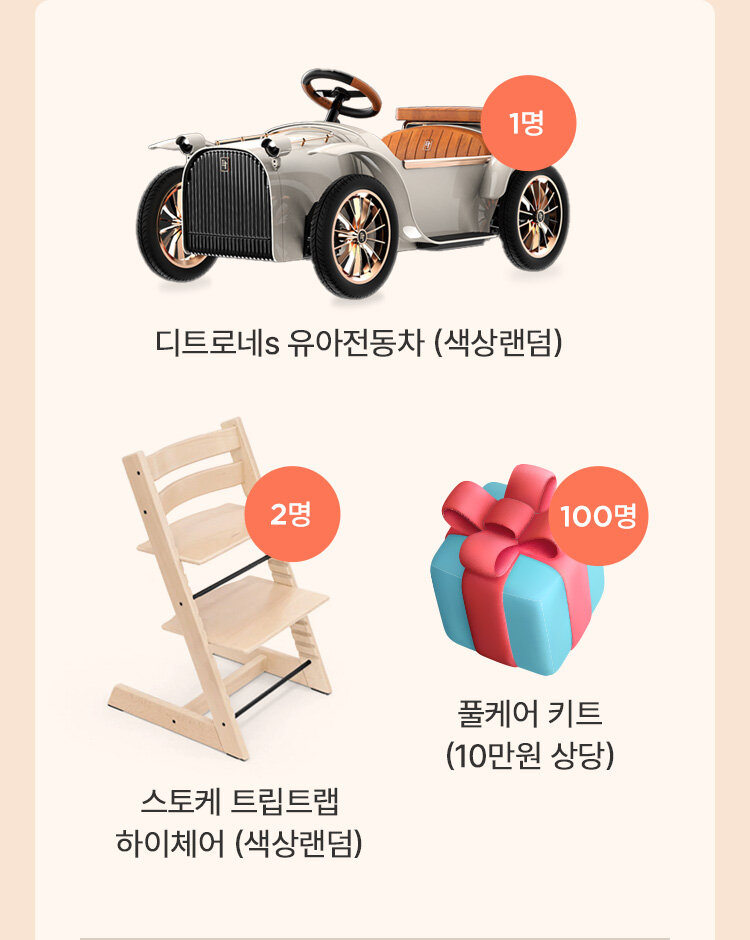 1명
디트로네s 유아전동차 (색상랜덤)
2명
100명
풀케어 키트
(10만원 상당)
스토케 트립트랩
하이체어 (색상랜덤)